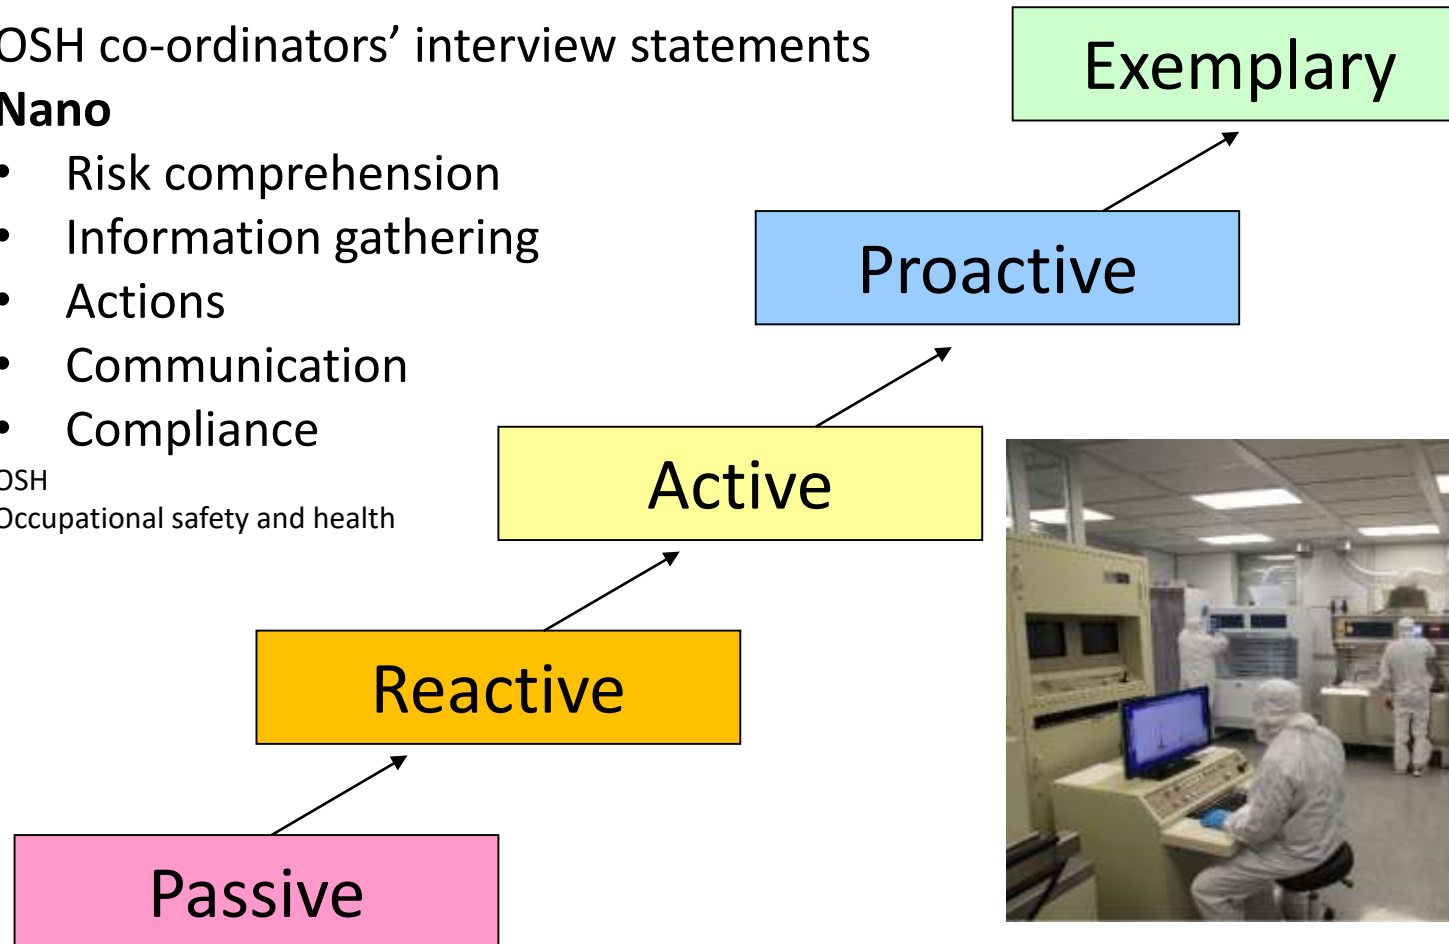 OSH co-ordinators’ interview statements
Nano
• Risk comprehension
• Information gathering
• Actions
• Communication
• Compliance
OSH
Occupational safety and health
Exemplary
Proactive
Active
Reactive
Passive